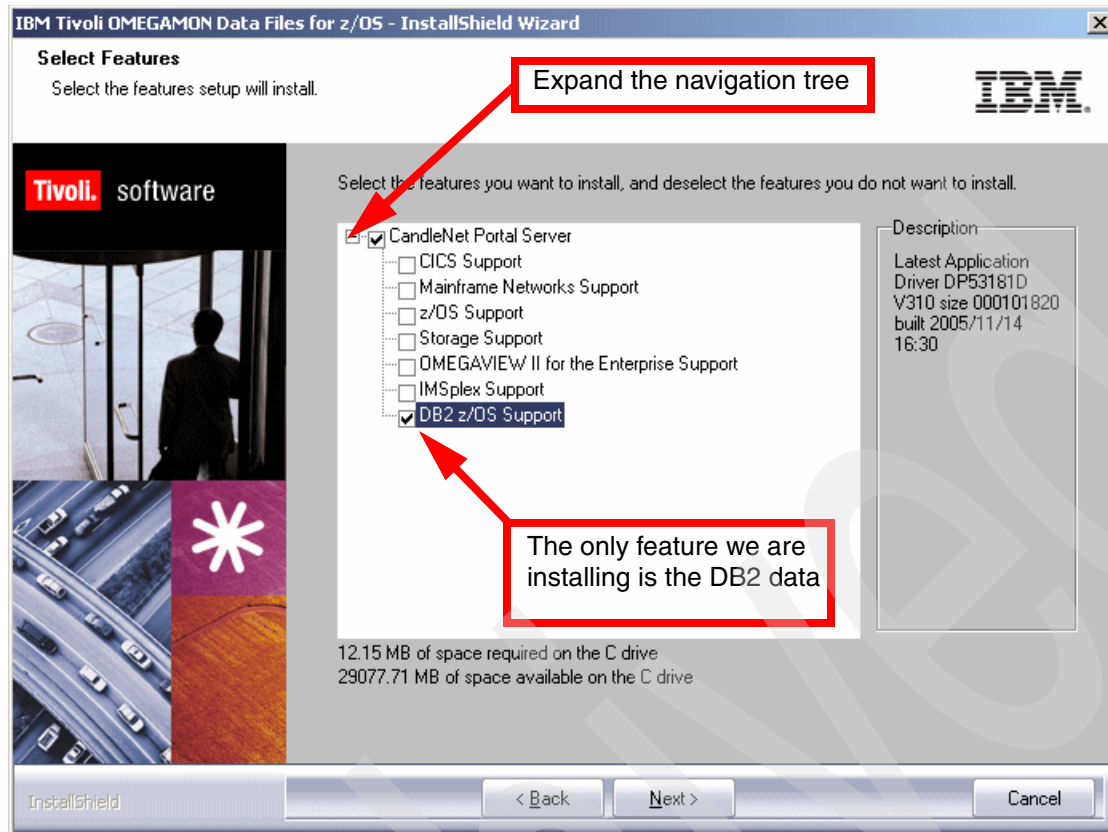 IBM Tivoli OMEGAMON Data Files for z/OS - InstallShield Wizard
Select Features
Select the features setup will install.
Expand the navigation tree
IBM.
Tivoli. software
Select the features you want to install, and deselect the features you do not want to install.
CandleNet Portal Server
CICS Support
Mainframe Networks Support
z/OS Support
Storage Support
OMEGAVIEW II for the Enterprise Support
IMSplex Support
DB2 z/OS Support
Description
Latest Application
Driver DP53181D
V310 size 000101820
built 2005/11/14
16:30
The only feature we are
installing is the DB2 data
12.15 MB of space required on the C drive
29077.71 MB of space available on the C drive
InstallShield
< Back
Next >
Cancel